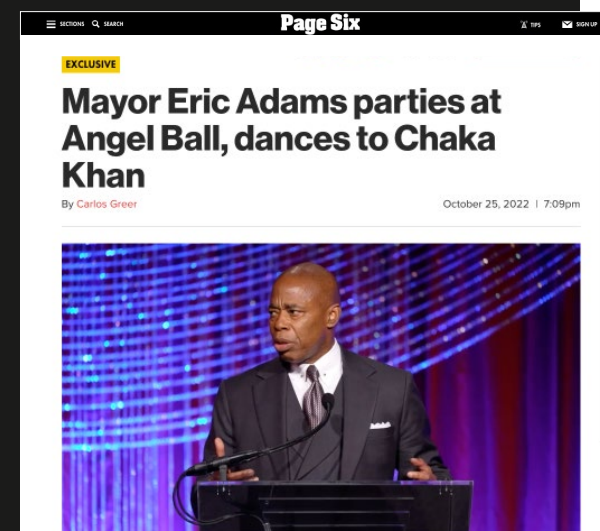 SECTIONS SEARCH Page Six TIPS SIGN UP
EXCLUSIVE
Mayor Eric Adams parties at
Angel Ball, dances to Chaka
Khan
By Carlos Greer October 25, 2022 | 7:09pm